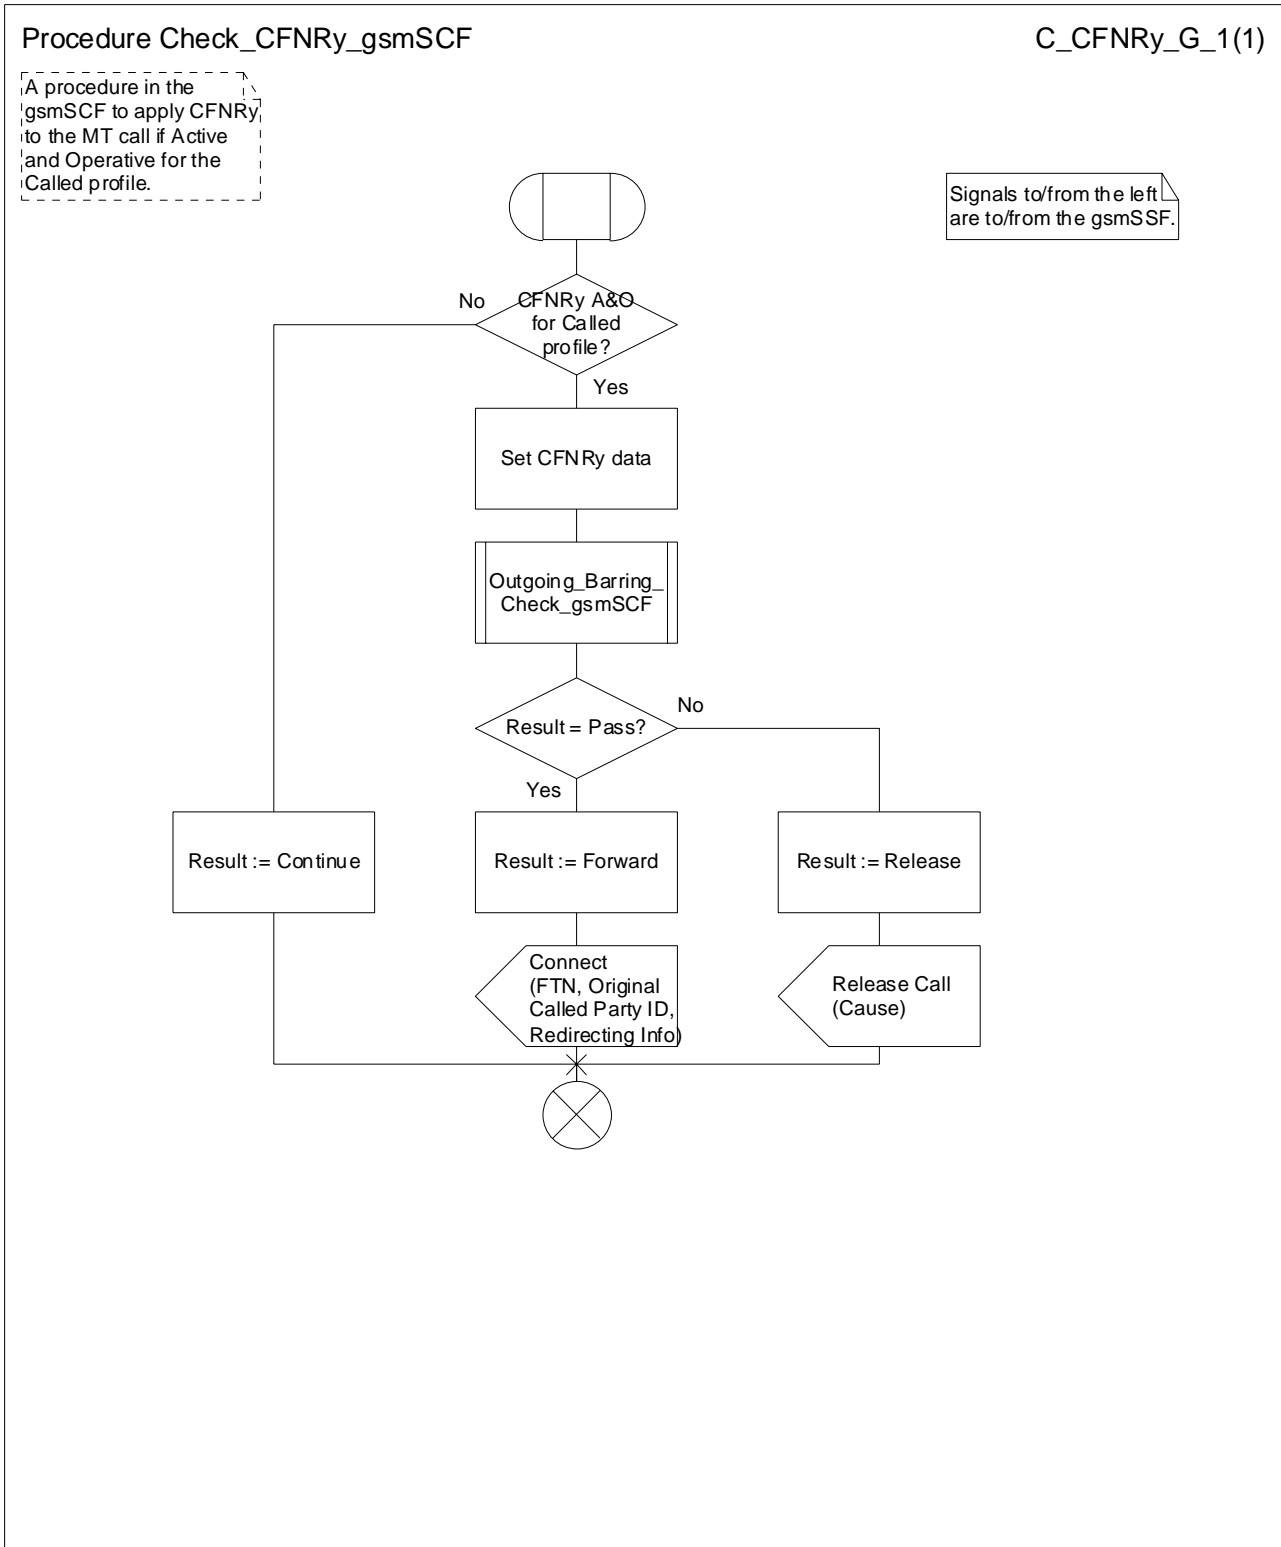 Procedure Check_CFNRy_gsmSCF
C_CFNRy_G_1(1)
A procedure in the
gsmSCF to apply CFNRy
to the MT call if Active
and Operative for the
Called profile.
Signals to/from the left
are to/from the gsmSSF.
No
CFNRy A&O
for Called
profile?
Yes
Set CFNRy data
Outgoing_Barring_
Check_gsmSCF
Result = Pass?
No
Yes
Result := Continue
Result := Forward
Result := Release
Connect
(FTN, Original
Called Party ID,
Redirecting Info)
Release Call
(Cause)